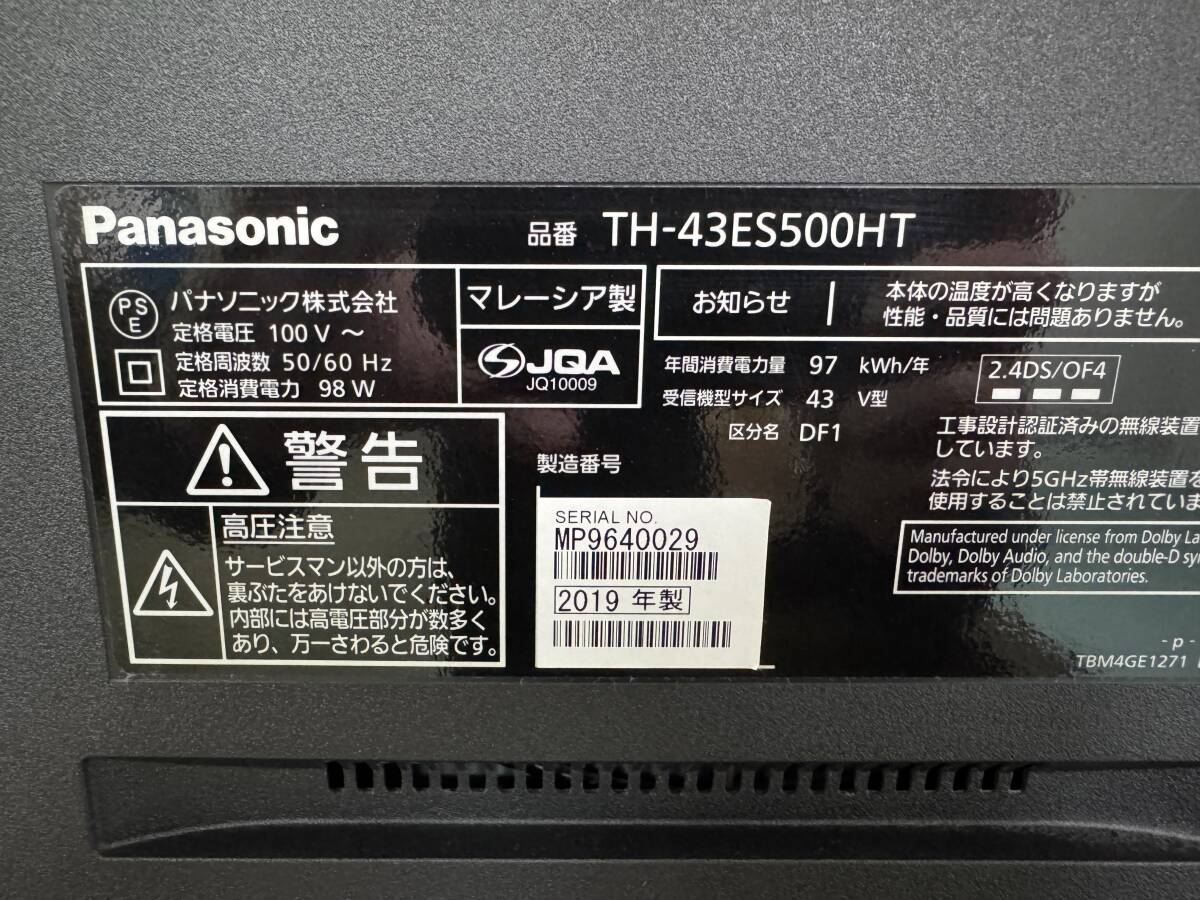 Panasonic
品番 TH-43ES500HT
PS
E
パナソニック株式会社
定格電圧 100 V ～
定格周波数 50/60 Hz
定格消費電力 98 W
マレーシア製
JQA
JQ10009
お知らせ
本体の温度が高くなりますが
性能・品質には問題ありません。
年間消費電力量 97 kWh/年
受信機型サイズ 43 V型
区分名 DF1
2.4DS/OF4
工事設計認証済みの無線装置
しています。
法令により5GHz帯無線装置を
使用することは禁止されていま
警告
高圧注意
サービスマン以外の方は、
裏ぶたをあけないでください。
内部には高電圧部分が数多く
あり、万一さわると危険です。
製造番号
SERIAL NO.
MP9640029
2019 年製
Manufactured under license from Dolby La
Dolby, Dolby Audio, and the double-D sy
trademarks of Dolby Laboratories.
- p -
TBM4GE1271